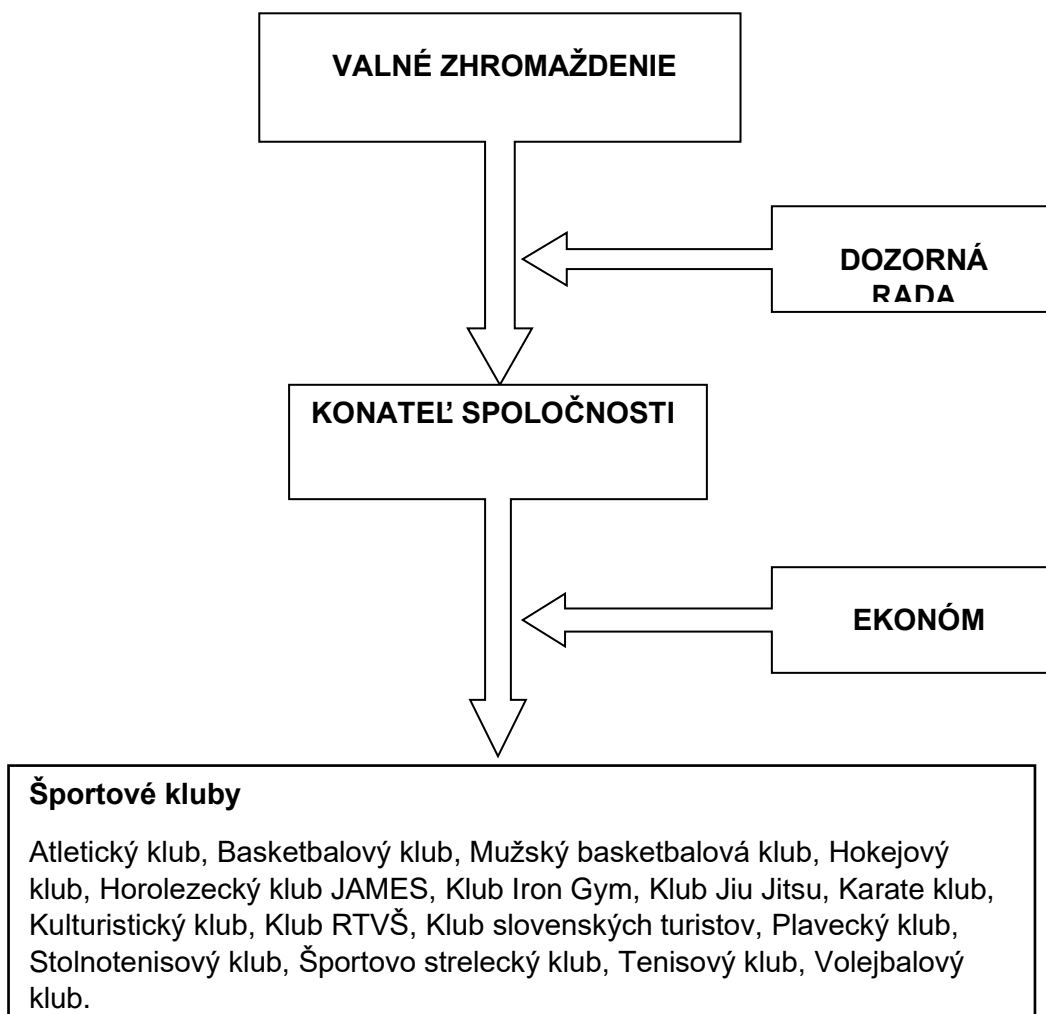 VALNÉ ZHROMAŽDENIE
DOZORNÁ
RADA
KONATEĽ SPOLOČNOSTI
EKONÓM
Športové kluby
Atletický klub, Basketbalový klub, Mužský basketbalová klub, Hokejový
klub, Horolezecký klub JAMES, Klub Iron Gym, Klub Jiu Jitsu, Karate klub,
Kulturistický klub, Klub RTVŠ, Klub slovenských turistov, Plavecký klub,
Stolnotenisový klub, Športovo strelecký klub, Tenisový klub, Volejbalový
klub.